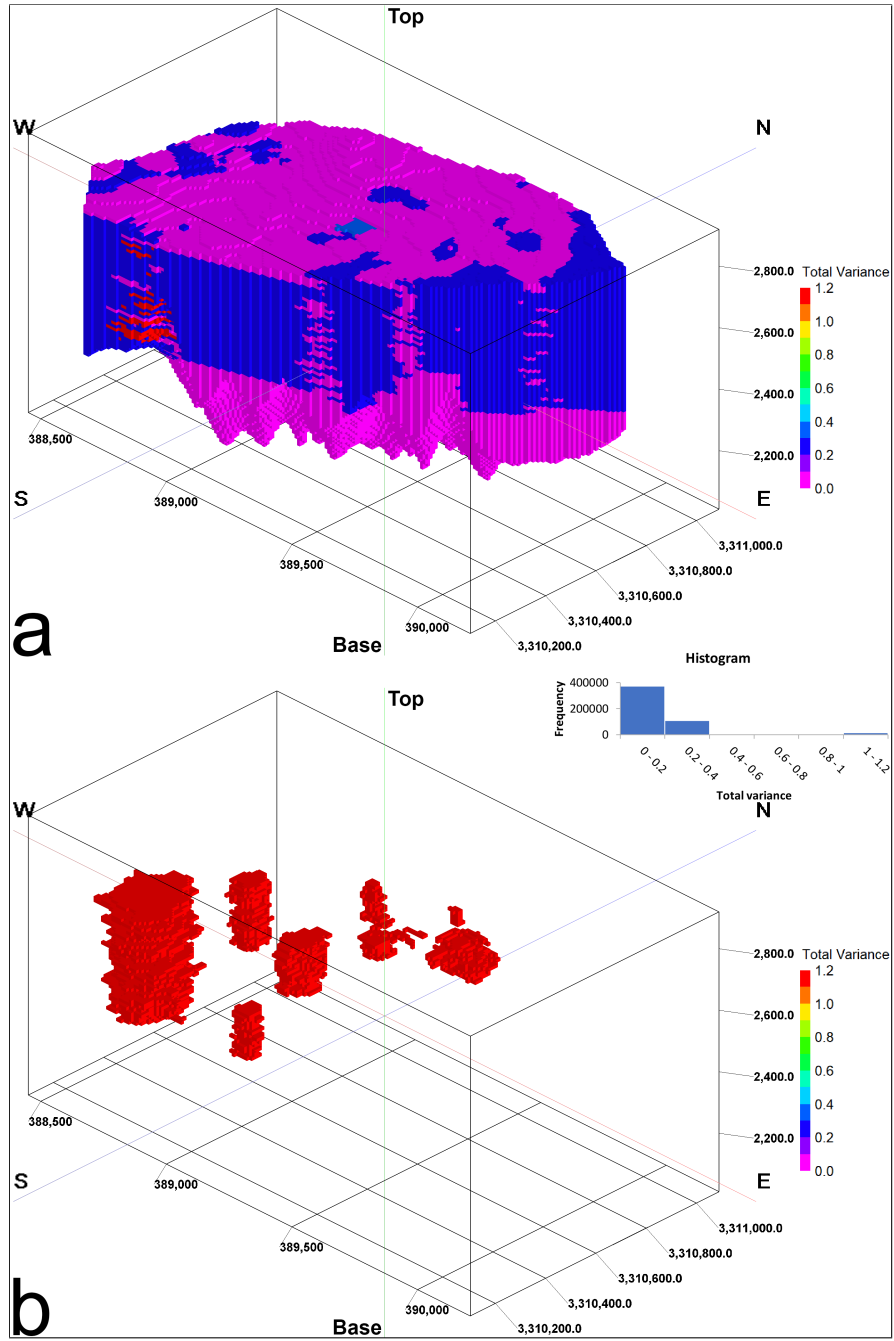 Top
W
N
2,800.0
Total Variance
1.2
2,600.0
1.0
0.8
2,400.0
0.6
0.4
2,200.0
0.2
0.0
388,500
S
E
389,000
3,311,000.0
389,500
3,310,800.0
3,310,600.0
390,000
3,310,400.0
a
Base
3,310,200.0
Histogram
Frequency
400000
200000
0
0 - 0.2
0.2 - 0.4
0.4 - 0.6
0.6 - 0.8
0.8 - 1
1 - 1.2
Total variance
Top
W
N
2,800.0
Total Variance
1.2
2,600.0
1.0
0.8
2,400.0
0.6
0.4
2,200.0
0.2
0.0
388,500
S
E
389,000
3,311,000.0
389,500
3,310,800.0
3,310,600.0
390,000
3,310,400.0
b
Base
3,310,200.0